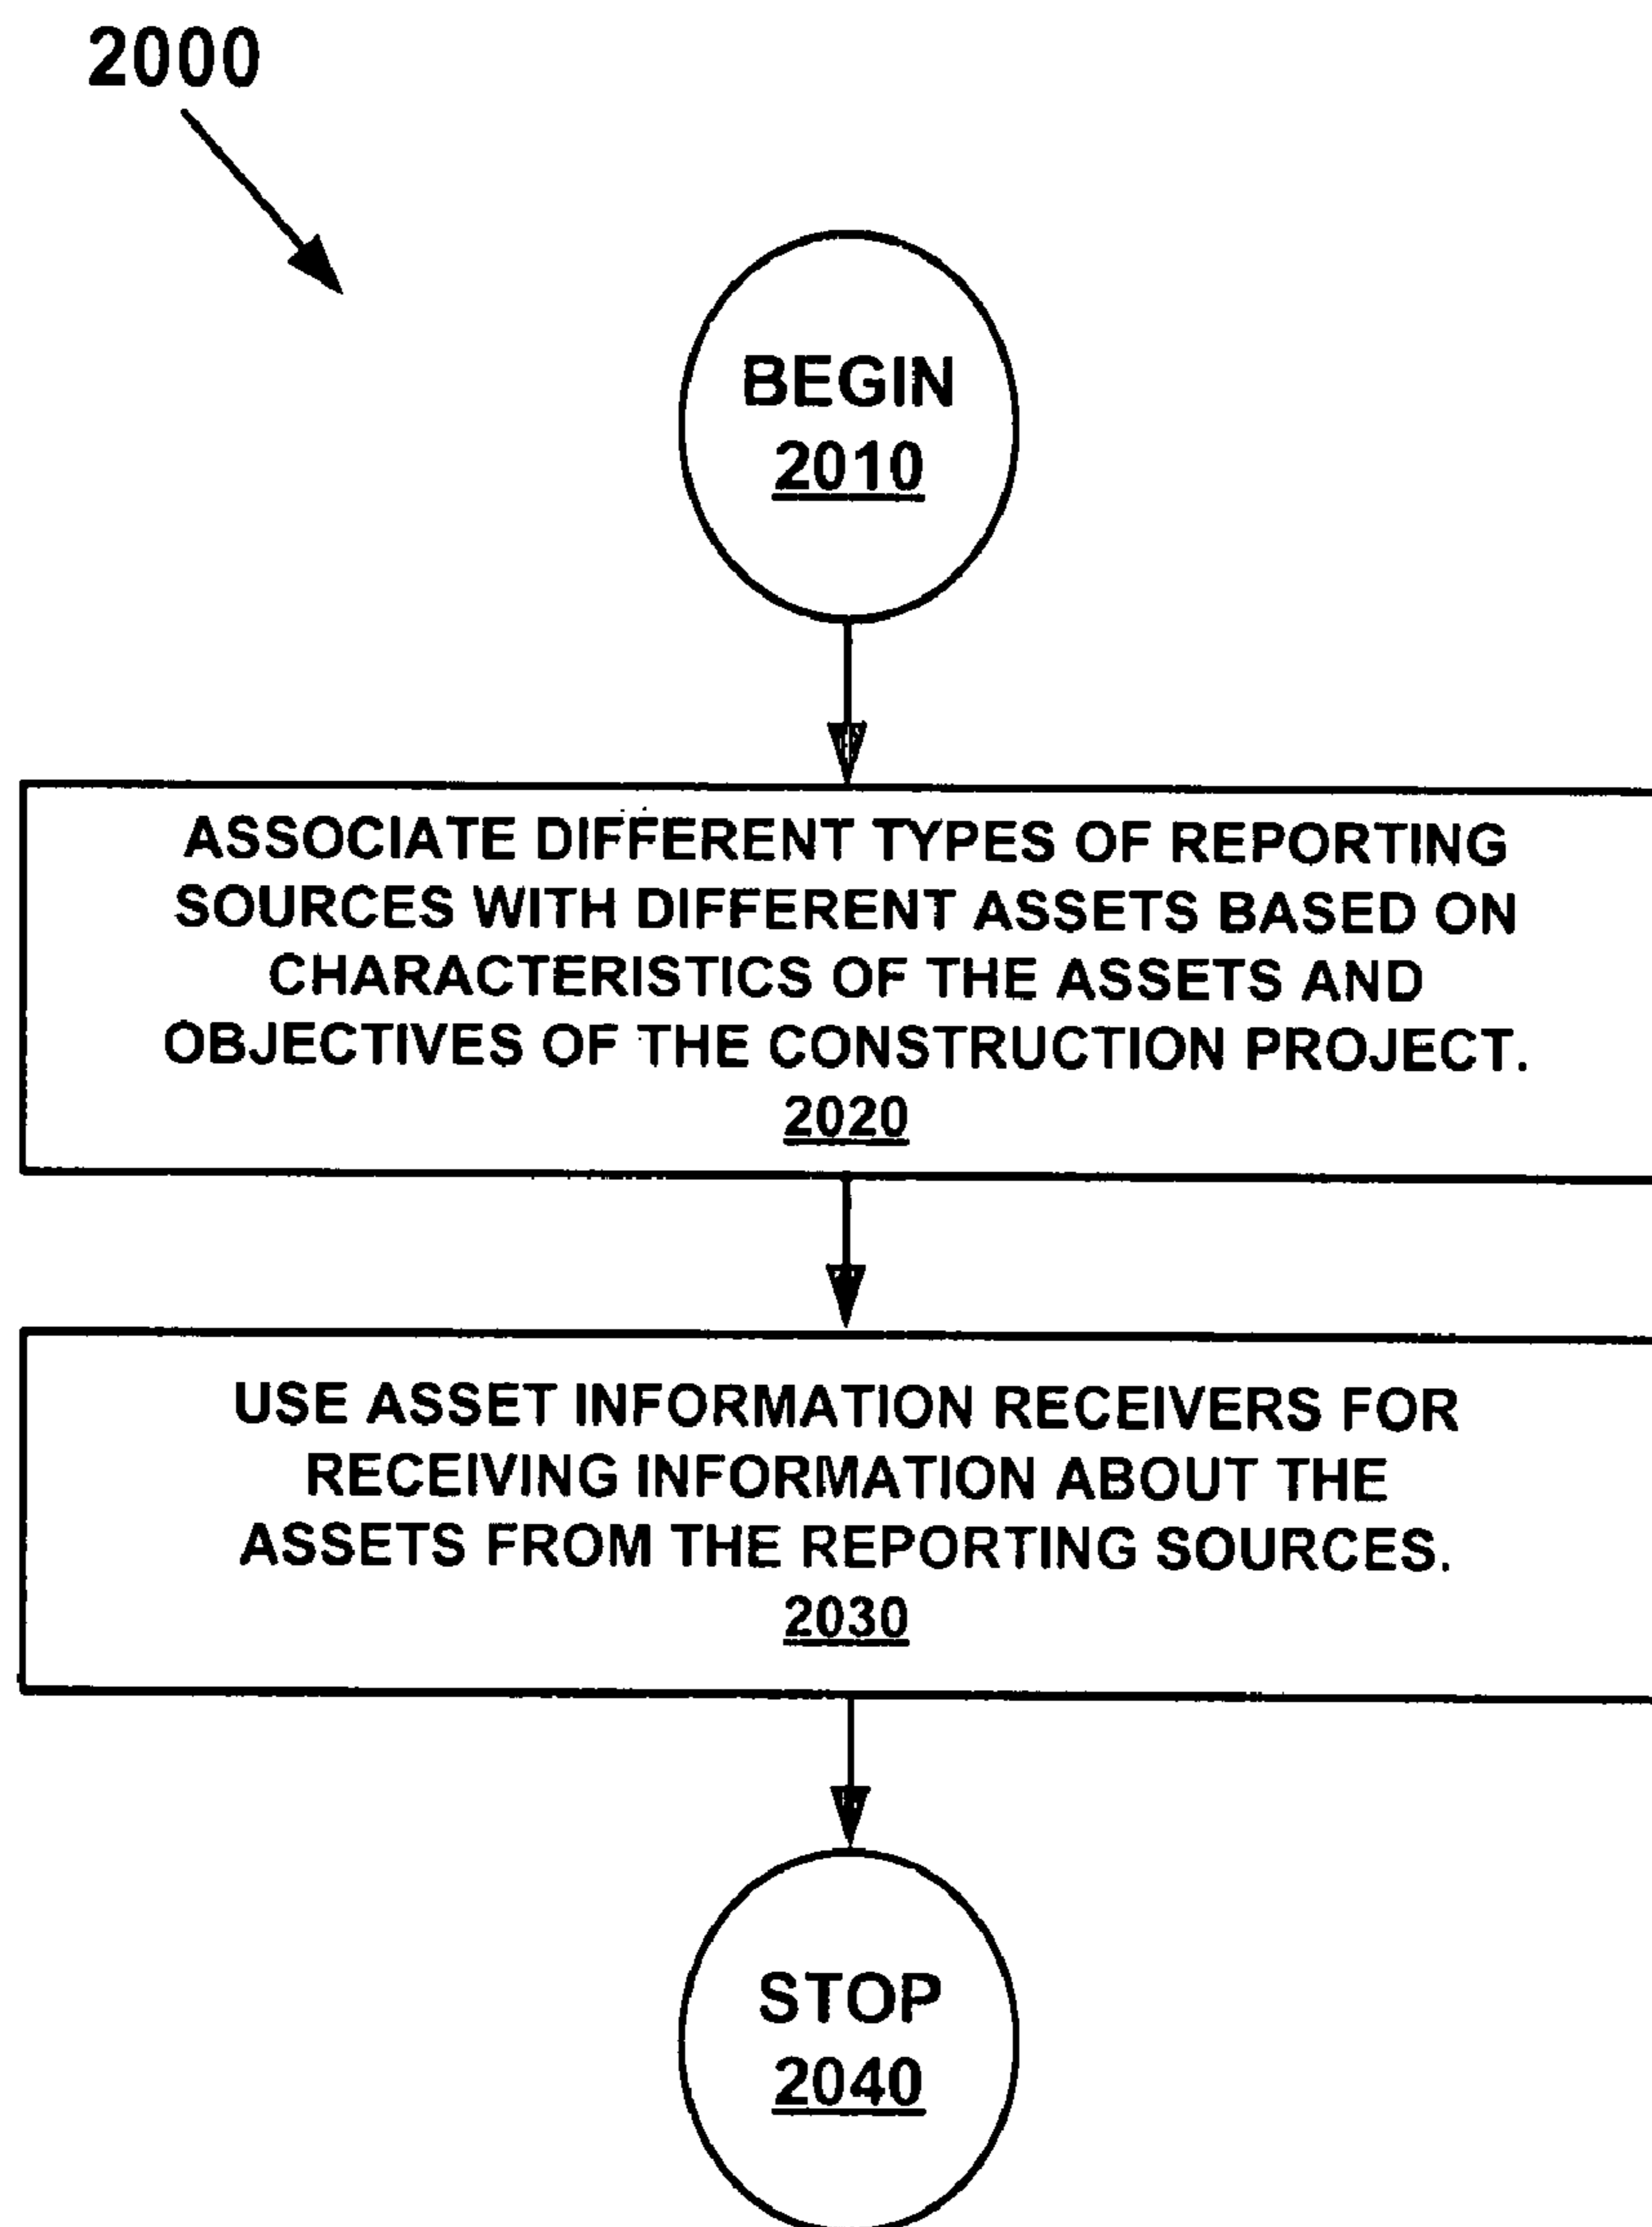 2000
BEGIN
2010
ASSOCIATE DIFFERENT TYPES OF REPORTING
SOURCES WITH DIFFERENT ASSETS BASED ON
CHARACTERISTICS OF THE ASSETS AND
OBJECTIVES OF THE CONSTRUCTION PROJECT.
2020
USE ASSET INFORMATION RECEIVERS FOR
RECEIVING INFORMATION ABOUT THE
ASSETS FROM THE REPORTING SOURCES.
2030
STOP
2040